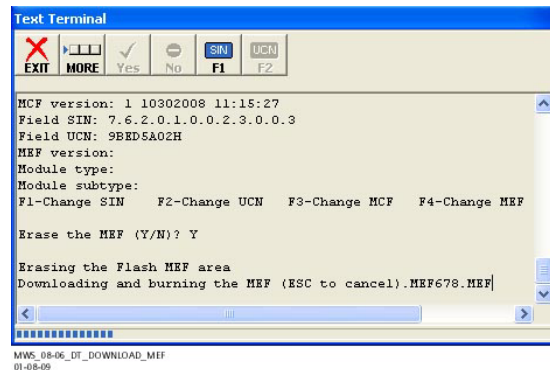 Text Terminal
EXIT MORE Yes No SIN F1 UCN F2
MCF version: 1 10302008 11:15:27
Field SIN: 7.6.2.0.1.0.0.2.3.0.0.3
Field UCN: 9BED5A02H
MEF version:
Module type:
Module subtype:
F1-Change SIN F2-Change UCN F3-Change MCF F4-Change MEF
Erase the MEF (Y/N)? Y
Erasing the Flash MEF area
Downloading and burning the MEF (ESC to cancel).MEF678.MEF
MWS_08-06_DT_DOWNLOAD_MEF
01-08-09